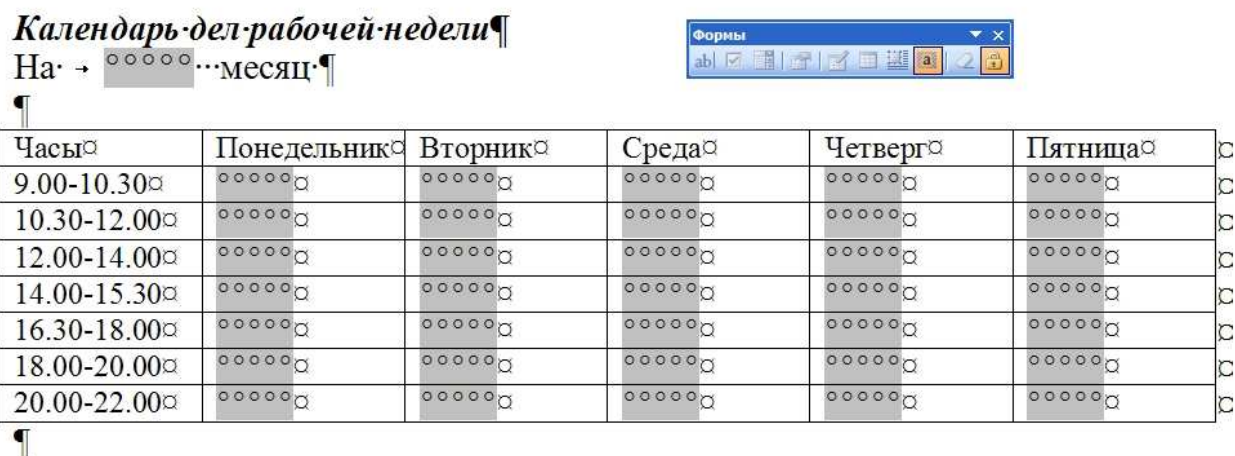 Календарь дел рабочей недели
Формы
На месяц
ab| a
Часы Понедельник Вторник Среда Четверг Пятница
9.00-10.30
10.30-12.00
12.00-14.00
14.00-15.30
16.30-18.00
18.00-20.00
20.00-22.00